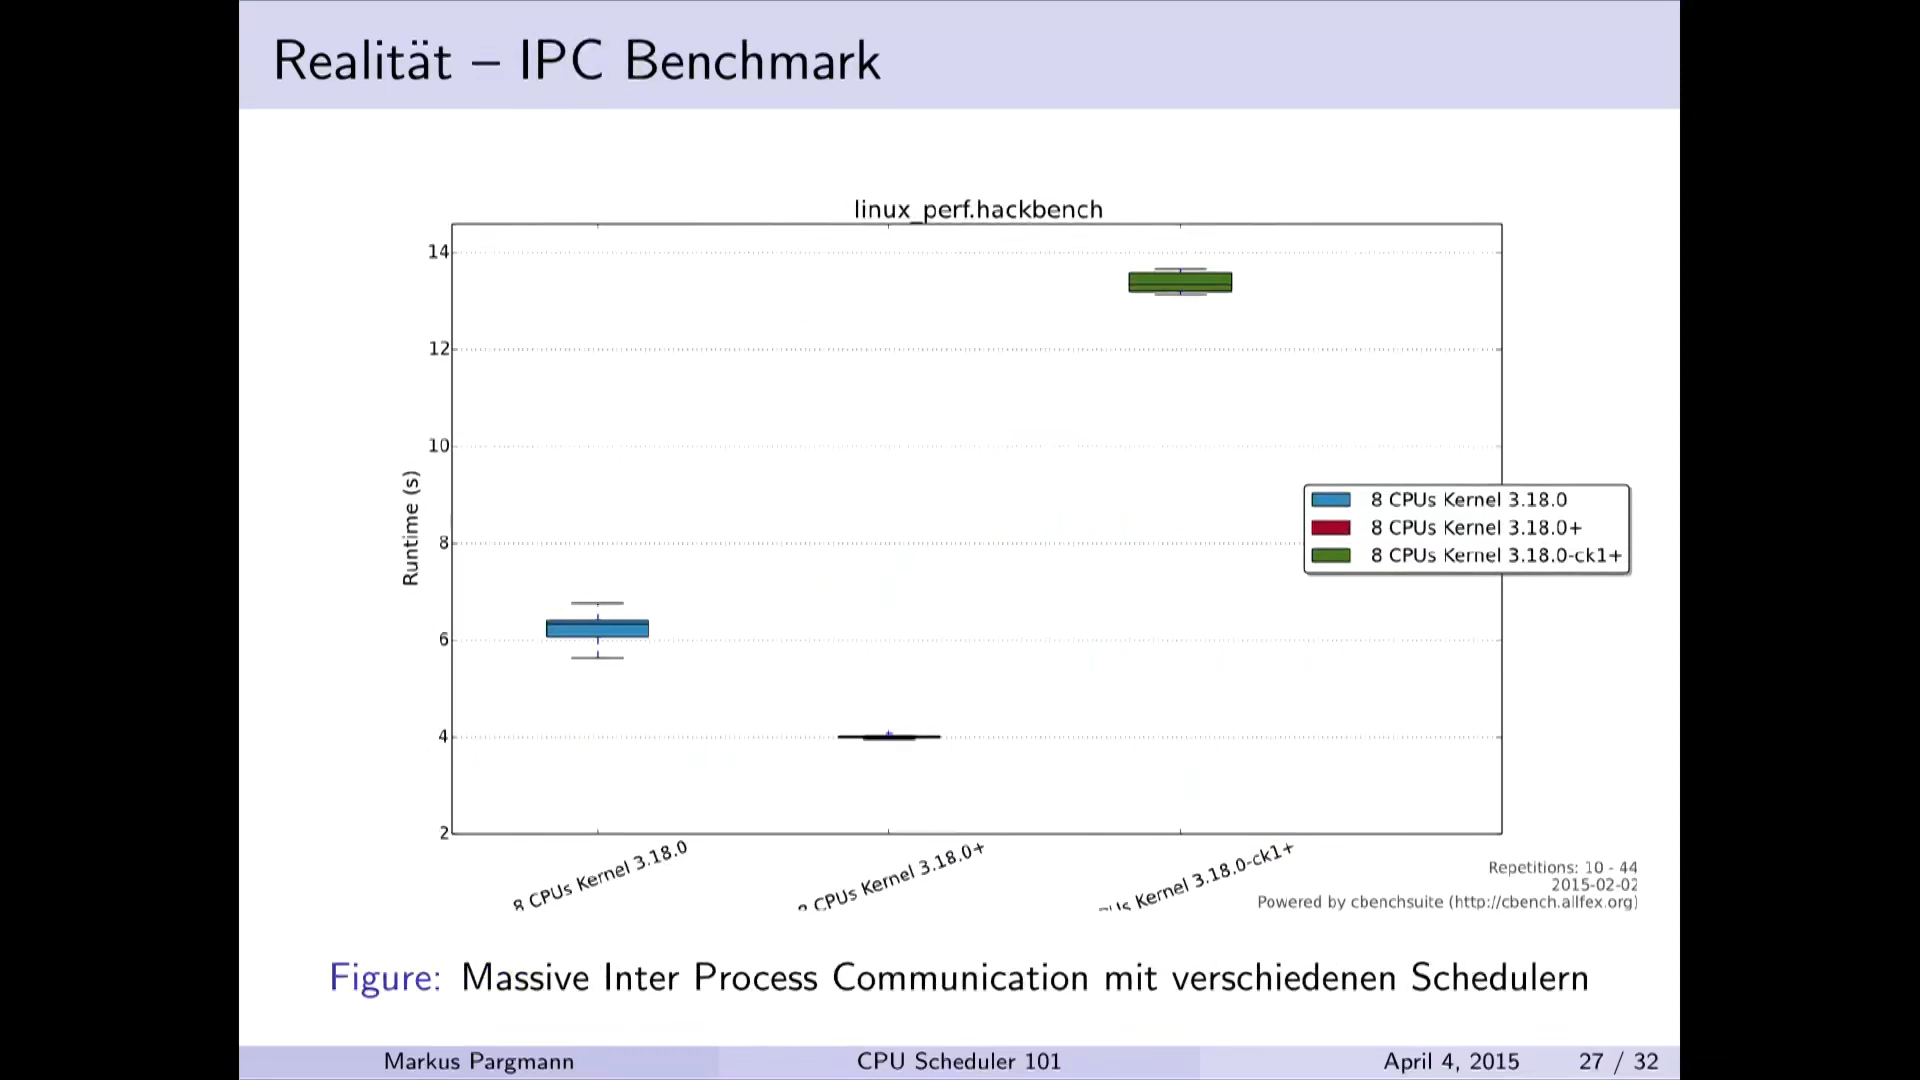 Realität – IPC Benchmark
linux_perf.hackbench
14
12
10
8
6
4
2
Runtime (s)
8 CPUs Kernel 3.18.0
8 CPUs Kernel 3.18.0+
8 CPUs Kernel 3.18.0-ck1+
8 CPUs Kernel 3.18.0
CPUs Kernel 3.18.0+
Kernel 3.18.0-ck1+
Repetitions: 10 - 44
2015-02-02
Powered by cbenchsuite (http://cbench.allfex.org)
Figure: Massive Inter Process Communication mit verschiedenen Schedulern
Markus Pargmann
CPU Scheduler 101
April 4, 2015
27 / 32